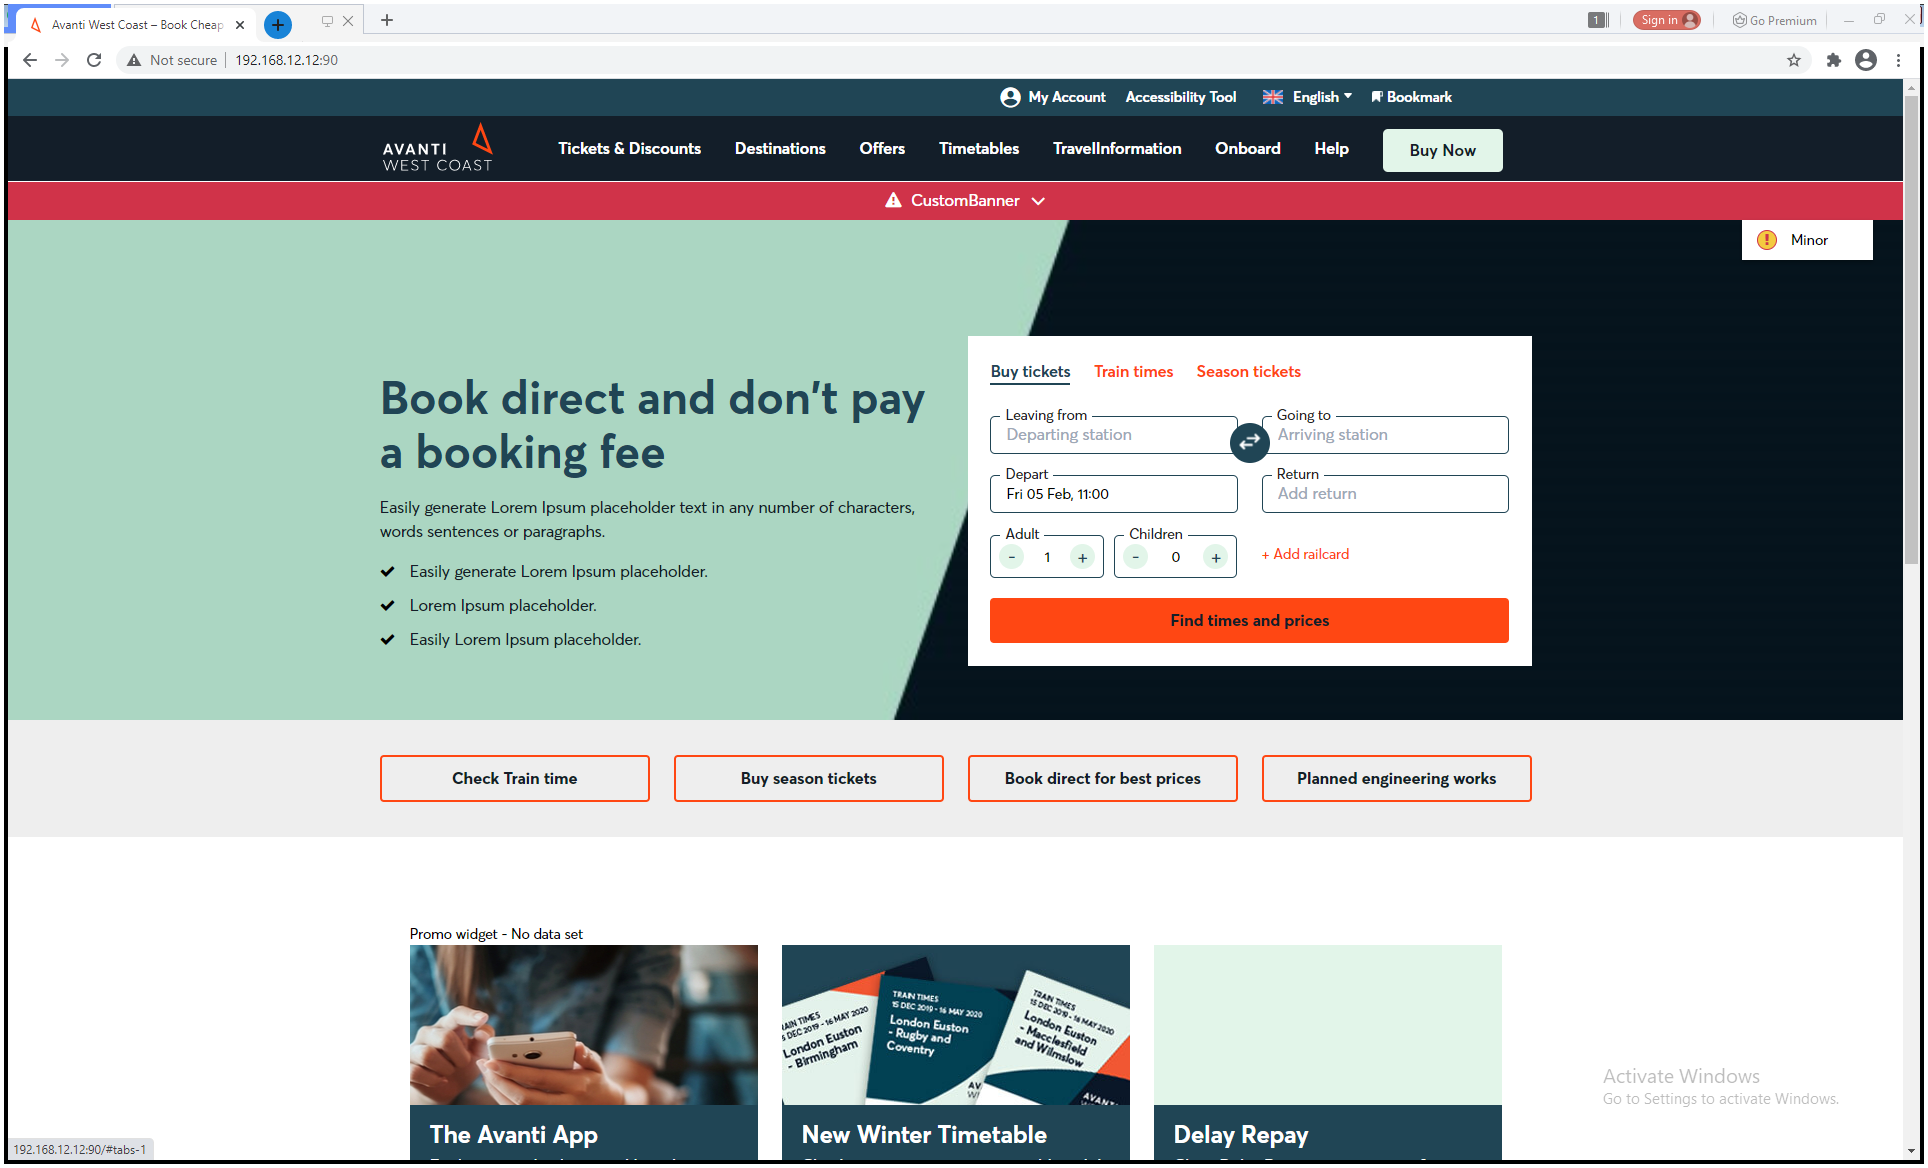 Avanti West Coast – Book Cheap
1
Sign in
Go Premium
Not secure
192.168.12.12:90
My Account
Accessibility Tool
English
Bookmark
AVANTI
WEST COAST
Tickets & Discounts
Destinations
Offers
Timetables
TravelInformation
Onboard
Help
Buy Now
CustomBanner
Minor
Book direct and don't pay
a booking fee
Easily generate Lorem Ipsum placeholder text in any number of characters,
words sentences or paragraphs.
Easily generate Lorem Ipsum placeholder.
Lorem Ipsum placeholder.
Easily Lorem Ipsum placeholder.
Buy tickets
Train times
Season tickets
Leaving from
Departing station
Going to
Arriving station
Depart
Fri 05 Feb, 11:00
Return
Add return
Adult
- 1 +
Children
- 0 +
+ Add railcard
Find times and prices
Check Train time
Buy season tickets
Book direct for best prices
Planned engineering works
Promo widget - No data set
TRAIN TIMES
15 DEC 2019 - 16 MAY 2020
London Euston
- Birmingham
TRAIN TIMES
15 DEC 2019 - 16 MAY 2020
London Euston
- Rugby and
Coventry
TRAIN TIMES
15 DEC 2019 - 16 MAY 2020
London Euston
- Macclesfield
and Wilmslow
The Avanti App
New Winter Timetable
Delay Repay
Activate Windows
Go to Settings to activate Windows.
192.168.12.12:90/#tabs-1